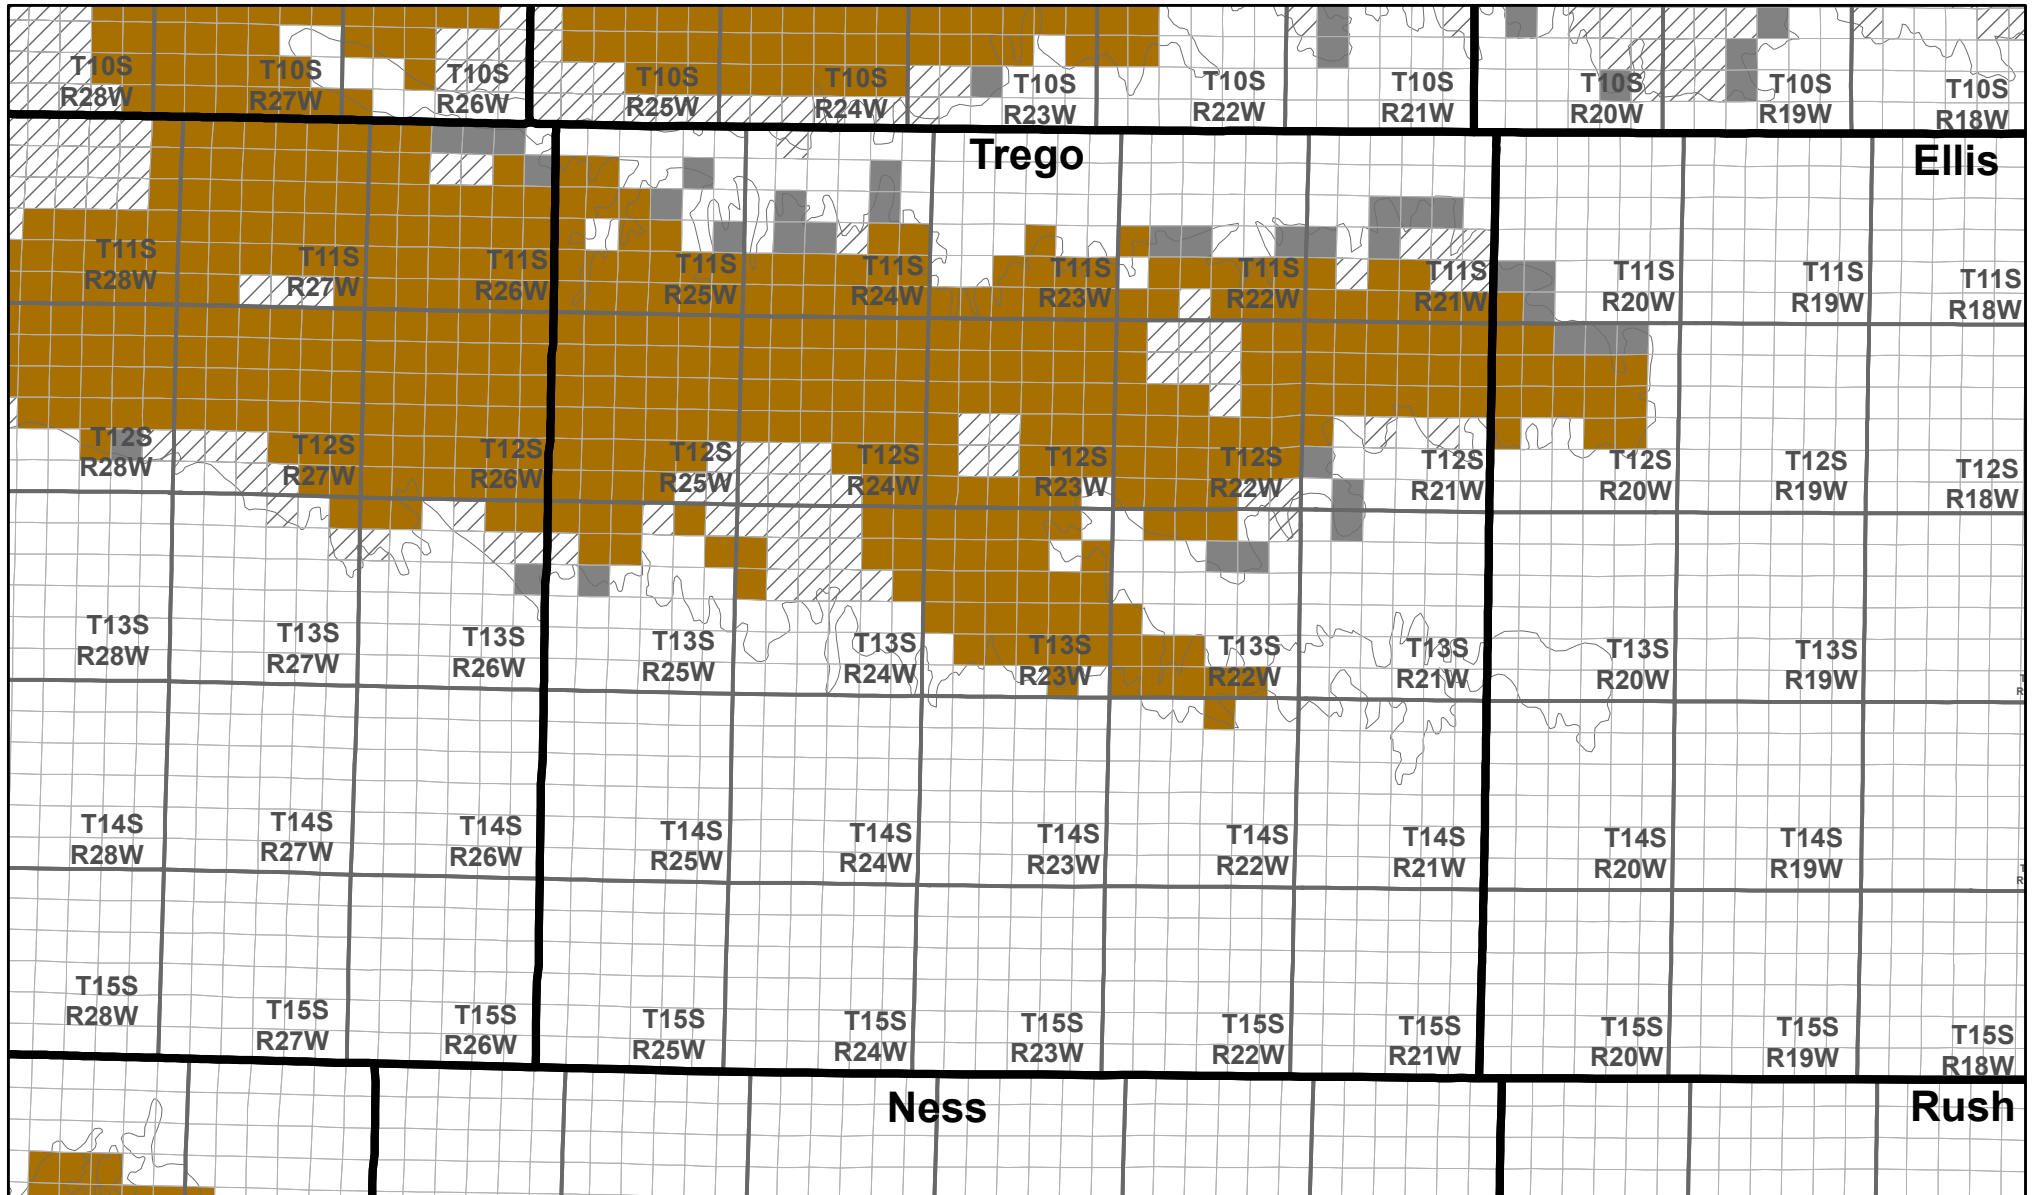 T10S
R28W
T10S
R27W
T10S
R26W
T10S
R25W
T10S
R24W
T10S
R23W
T10S
R22W
T10S
R21W
T10S
R20W
T10S
R19W
T10S
R18W
Trego
Ellis
T11S
R28W
T11S
R27W
T11S
R26W
T11S
R25W
T11S
R24W
T11S
R23W
T11S
R22W
T11S
R21W
T11S
R20W
T11S
R19W
T11S
R18W
T12S
R28W
T12S
R27W
T12S
R26W
T12S
R25W
T12S
R24W
T12S
R23W
T12S
R22W
T12S
R21W
T12S
R20W
T12S
R19W
T12S
R18W
T13S
R28W
T13S
R27W
T13S
R26W
T13S
R25W
T13S
R24W
T13S
R23W
T13S
R22W
T13S
R21W
T13S
R20W
T13S
R19W
T14S
R28W
T14S
R27W
T14S
R26W
T14S
R25W
T14S
R24W
T14S
R23W
T14S
R22W
T14S
R21W
T14S
R20W
T14S
R19W
T15S
R28W
T15S
R27W
T15S
R26W
T15S
R25W
T15S
R24W
T15S
R23W
T15S
R22W
T15S
R21W
T15S
R20W
T15S
R19W
T15S
R18W
Ness
Rush